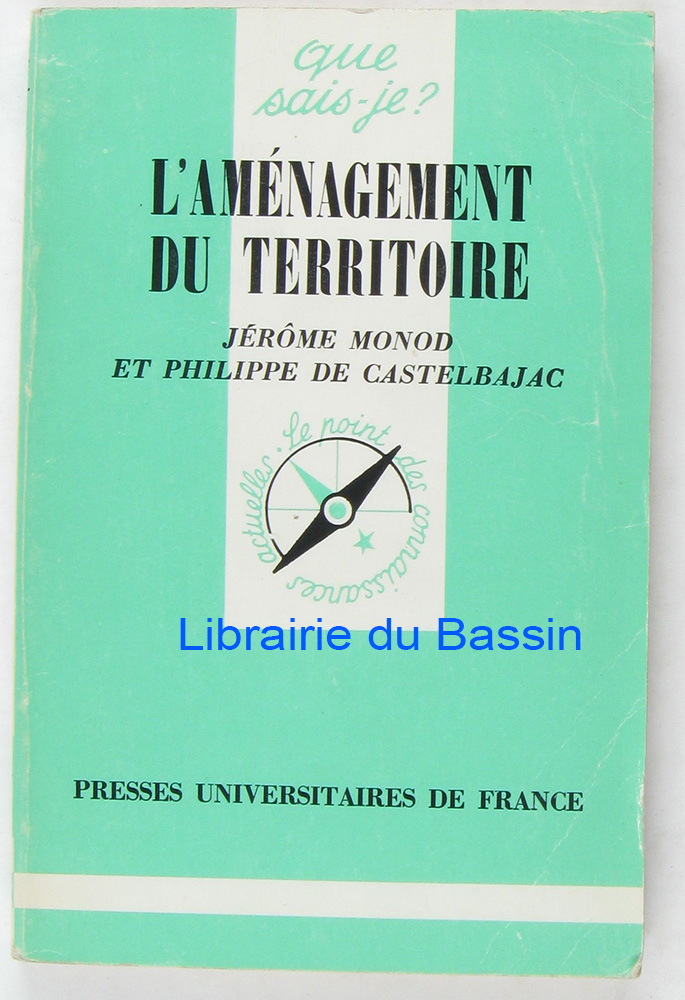 que
sais-je?
L'AMÉNAGEMENT
DU TERRITOIRE
JÉRÔME MONOD
ET PHILIPPE DE CASTELBAJAC
Le point des connaissances actuelles.
Librairie du Bassin
PRESSES UNIVERSITAIRES DE FRANCE